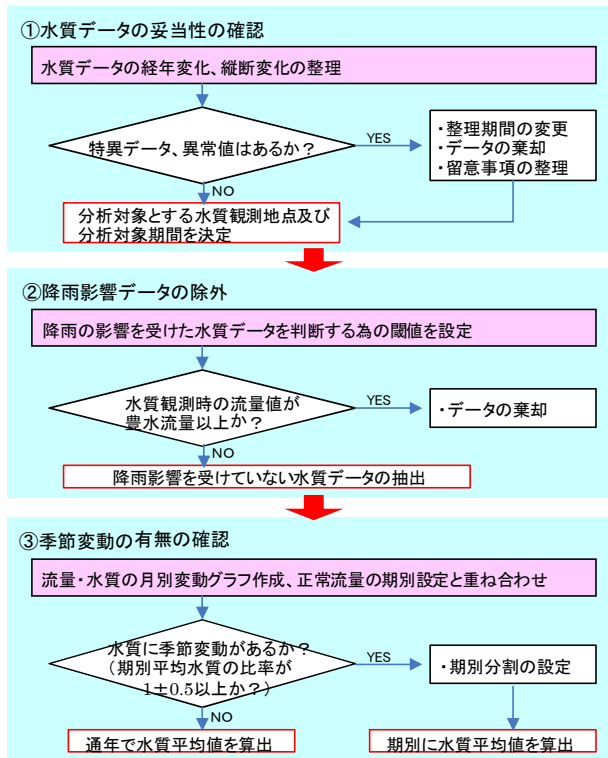 ①水質データの妥当性の確認
水質データの経年変化、縦断変化の整理
特異データ、異常値はあるか？
YES
・整理期間の変更
・データの棄却
・留意事項の整理
NO
分析対象とする水質観測地点及び
分析対象期間を決定
②降雨影響データの除外
降雨の影響を受けた水質データを判断する為の閾値を設定
水質観測時の流量値が
豊水流量以上か？
YES
・データの棄却
NO
降雨影響を受けていない水質データの抽出
③季節変動の有無の確認
流量・水質の月別変動グラフ作成、正常流量の期別設定と重ね合わせ
水質に季節変動があるか？
（期別平均水質の比率が
1±0.5以上か？）
YES
・期別分割の設定
NO
通年で水質平均値を算出
期別に水質平均値を算出